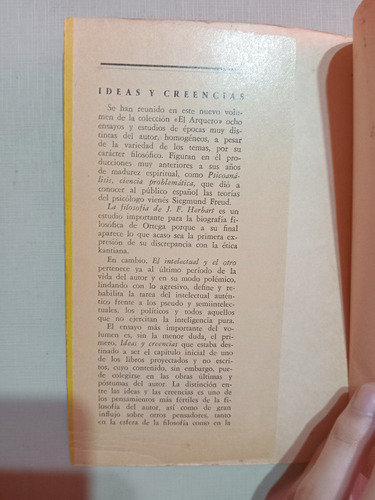 IDEAS Y CREENCIAS
Se han reunido en este nuevo volu-
men de la colección «El Arquero» ocho
ensayos y estudios de épocas muy dis-
tintas del autor, homogéneos, a pesar
de la variedad de los temas, por su
carácter filosófico. Figuran en él pro-
ducciones muy anteriores a sus años
de madurez espiritual, como Psicoaná-
lisis, ciencia problemática, que dió a
conocer al público español las teorías
del psicólogo vienés Siegmund Freud.
La filosofía de J. F. Herbart es un
estudio importante para la biografía filo-
sófica de Ortega porque a su final
aparece lo que acaso sea la primera ex-
presión de su discrepancia con la ética
kantiana.
En cambio, El intelectual y el otro
pertenece ya al último período de la
vida del autor y en su modo polémico,
lindando con lo agresivo, define y re-
habilita la tarea del intelectual autén-
tico frente a los pseudo y semiintelec-
tuales, los políticos y todos aquellos
que no ejercitan la inteligencia pura.
El ensayo más importante del vo-
lumen es, sin la menor duda, el pri-
mero. Ideas y creencias que estaba des-
tinado a ser el capítulo inicial de uno
de los libros proyectados y no escri-
tos, cuyo contenido, sin embargo, pue-
de colegirse en las obras últimas y
póstumas del autor. La distinción en-
tre las ideas y las creencias es uno de
los pensamientos más fértiles de la fi-
losofía del autor, así como de gran
influjo sobre otros pensadores, tanto
en la esfera de la filosofía como en la